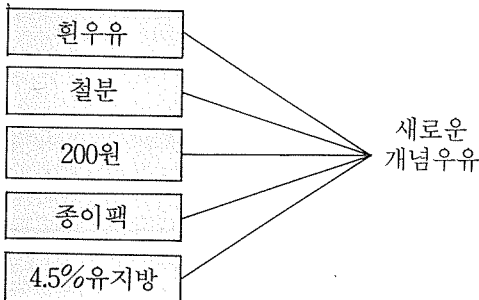 흰우유
철분
200원
종이팩
4.5%유지방
새로운
개념우유